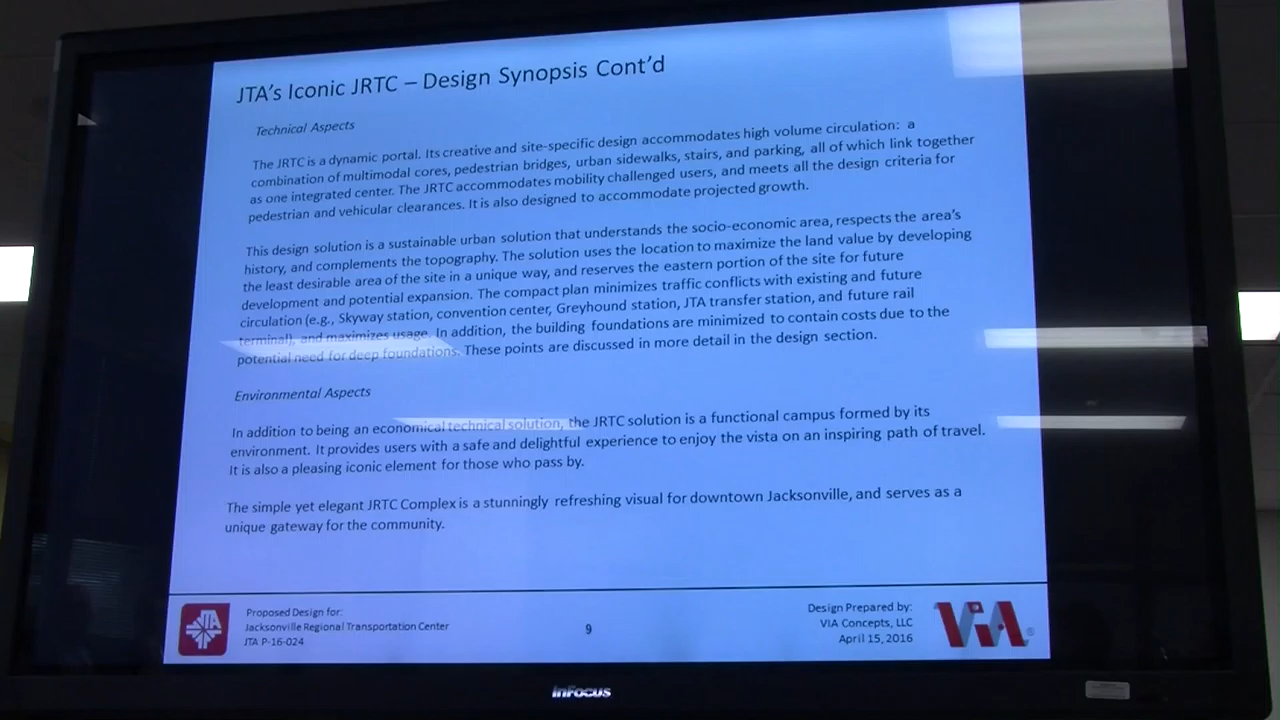 JTA's Iconic JRTC – Design Synopsis Cont'd
Technical Aspects
The JRTC is a dynamic portal. Its creative and site-specific design accommodates high volume circulation: a
combination of multimodal cores, pedestrian bridges, urban sidewalks, stairs, and parking, all of which link together
as one integrated center. The JRTC accommodates mobility challenged users, and meets all the design criteria for
pedestrian and vehicular clearances. It is also designed to accommodate projected growth.
This design solution is a sustainable urban solution that understands the socio-economic area, respects the area's
history, and complements the topography. The solution uses the location to maximize the land value by developing
the least desirable area of the site in a unique way, and reserves the eastern portion of the site for future
development and potential expansion. The compact plan minimizes traffic conflicts with existing and future
circulation (e.g., Skyway station, convention center, Greyhound station, JTA transfer station, and future rail
terminal), and maximizes usage. In addition, the building foundations are minimized to contain costs due to the
potential need for deep foundations. These points are discussed in more detail in the design section.
Environmental Aspects
In addition to being an economical technical solution, the JRTC solution is a functional campus formed by its
environment. It provides users with a safe and delightful experience to enjoy the vista on an inspiring path of travel.
It is also a pleasing iconic element for those who pass by.
The simple yet elegant JRTC Complex is a stunningly refreshing visual for downtown Jacksonville, and serves as a
unique gateway for the community.
JTA
Proposed Design for:
Jacksonville Regional Transportation Center
JTA P-16-024
9
Design Prepared by:
VIA Concepts, LLC
April 15, 2016
ViA®
InFocus